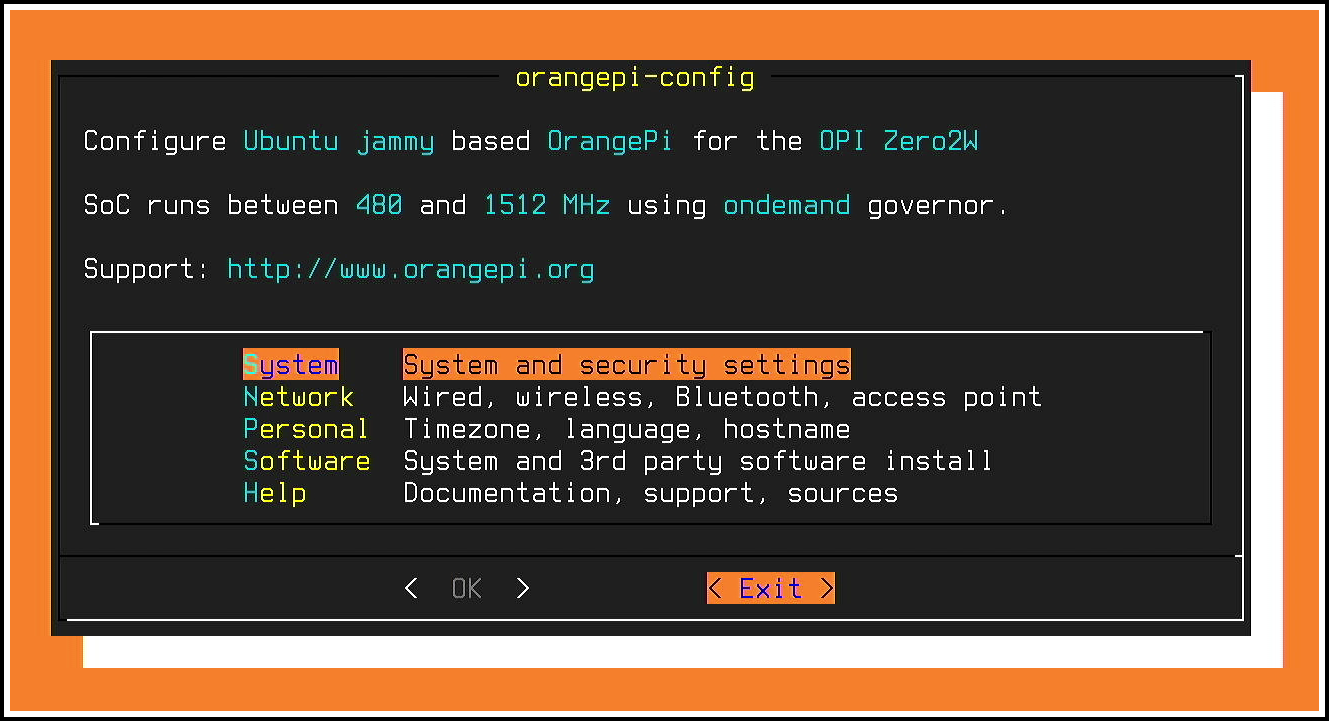 orangepi-config
Configure Ubuntu jammy based OrangePi for the OPI Zero2W
SoC runs between 480 and 1512 MHz using ondemand governor.
Support: http://www.orangepi.org
System System and security settings
Network Wired, wireless, Bluetooth, access point
Personal Timezone, language, hostname
Software System and 3rd party software install
Help Documentation, support, sources
< OK > < Exit >